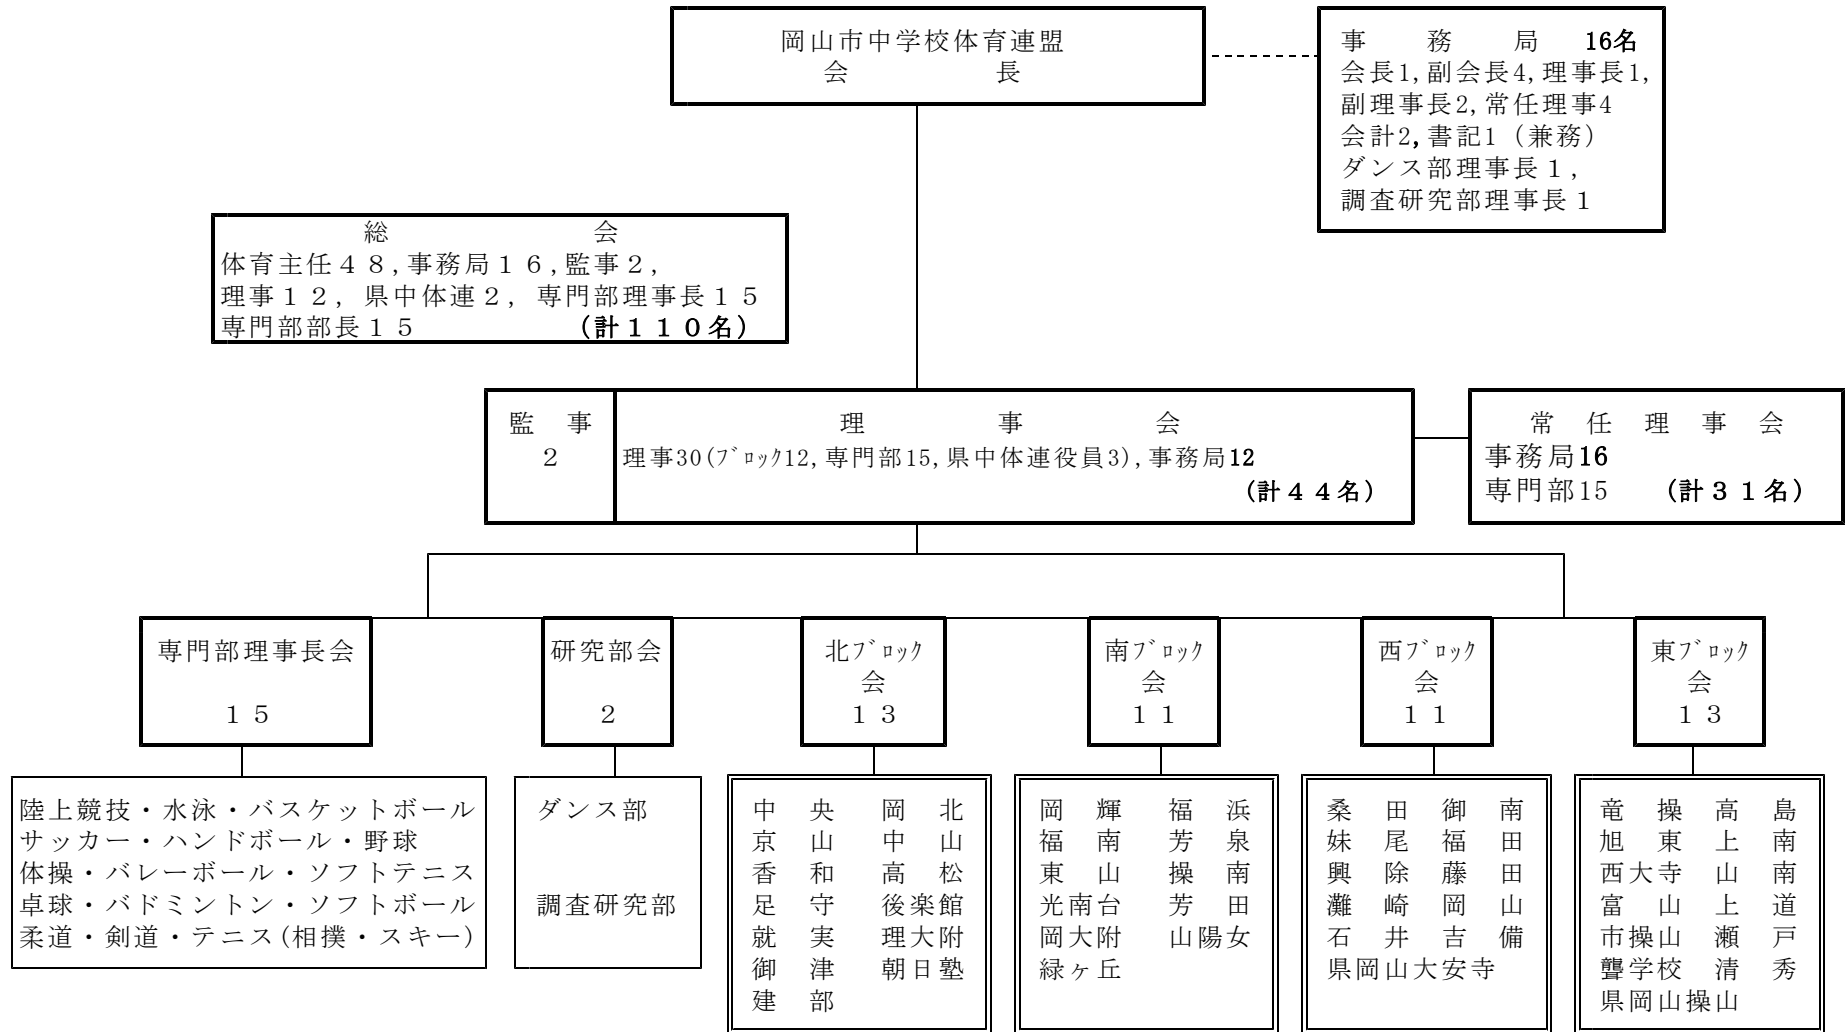 岡山市中学校体育連盟
会　　　　　長
事　　務　　局　16名
会長1,副会長4,理事長1,
副理事長2,常任理事4
会計2,書記1（兼務）
ダンス部理事長１,
調査研究部理事長１
総　　　　　　　会
体育主任４８,事務局１６,監事２,
理事１２, 県中体連２, 専門部理事長１５
専門部部長１５　　　　　(計１１０名)
監　事
２
理　　　　事　　　　会
理事30(ﾌﾞﾛｯｸ12,専門部15,県中体連役員3),事務局12
(計４４名)
常　任　理　事　会
事務局16
専門部15　　(計３１名)
専門部理事長会
１５
研究部会
２
北ﾌﾞﾛｯｸ
会
１３
南ﾌﾞﾛｯｸ
会
１１
西ﾌﾞﾛｯｸ
会
１１
東ﾌﾞﾛｯｸ
会
１３
陸上競技・水泳・バスケットボール
サッカー・ハンドボール・野球
体操・バレーボール・ソフトテニス
卓球・バドミントン・ソフトボール
柔道・剣道・テニス(相撲・スキー)
ダンス部
調査研究部
中　央　岡　北
京　山　中　山
香　和　高　松
足　守　後楽館
就　実　理大附
御　津　朝日塾
建　部
岡　輝　福　浜
福　南　芳　泉
東　山　操　南
光南台　芳　田
岡大附　山陽女
緑ヶ丘
桑　田　御　南
妹　尾　福　田
興　除　藤　田
灘　崎　岡　山
石　井　吉　備
県岡山大安寺
竜　操　高　島
旭　東　上　南
西大寺　山　南
富　山　上　道
市操山　瀬　戸
聾学校　清　秀
県岡山操山